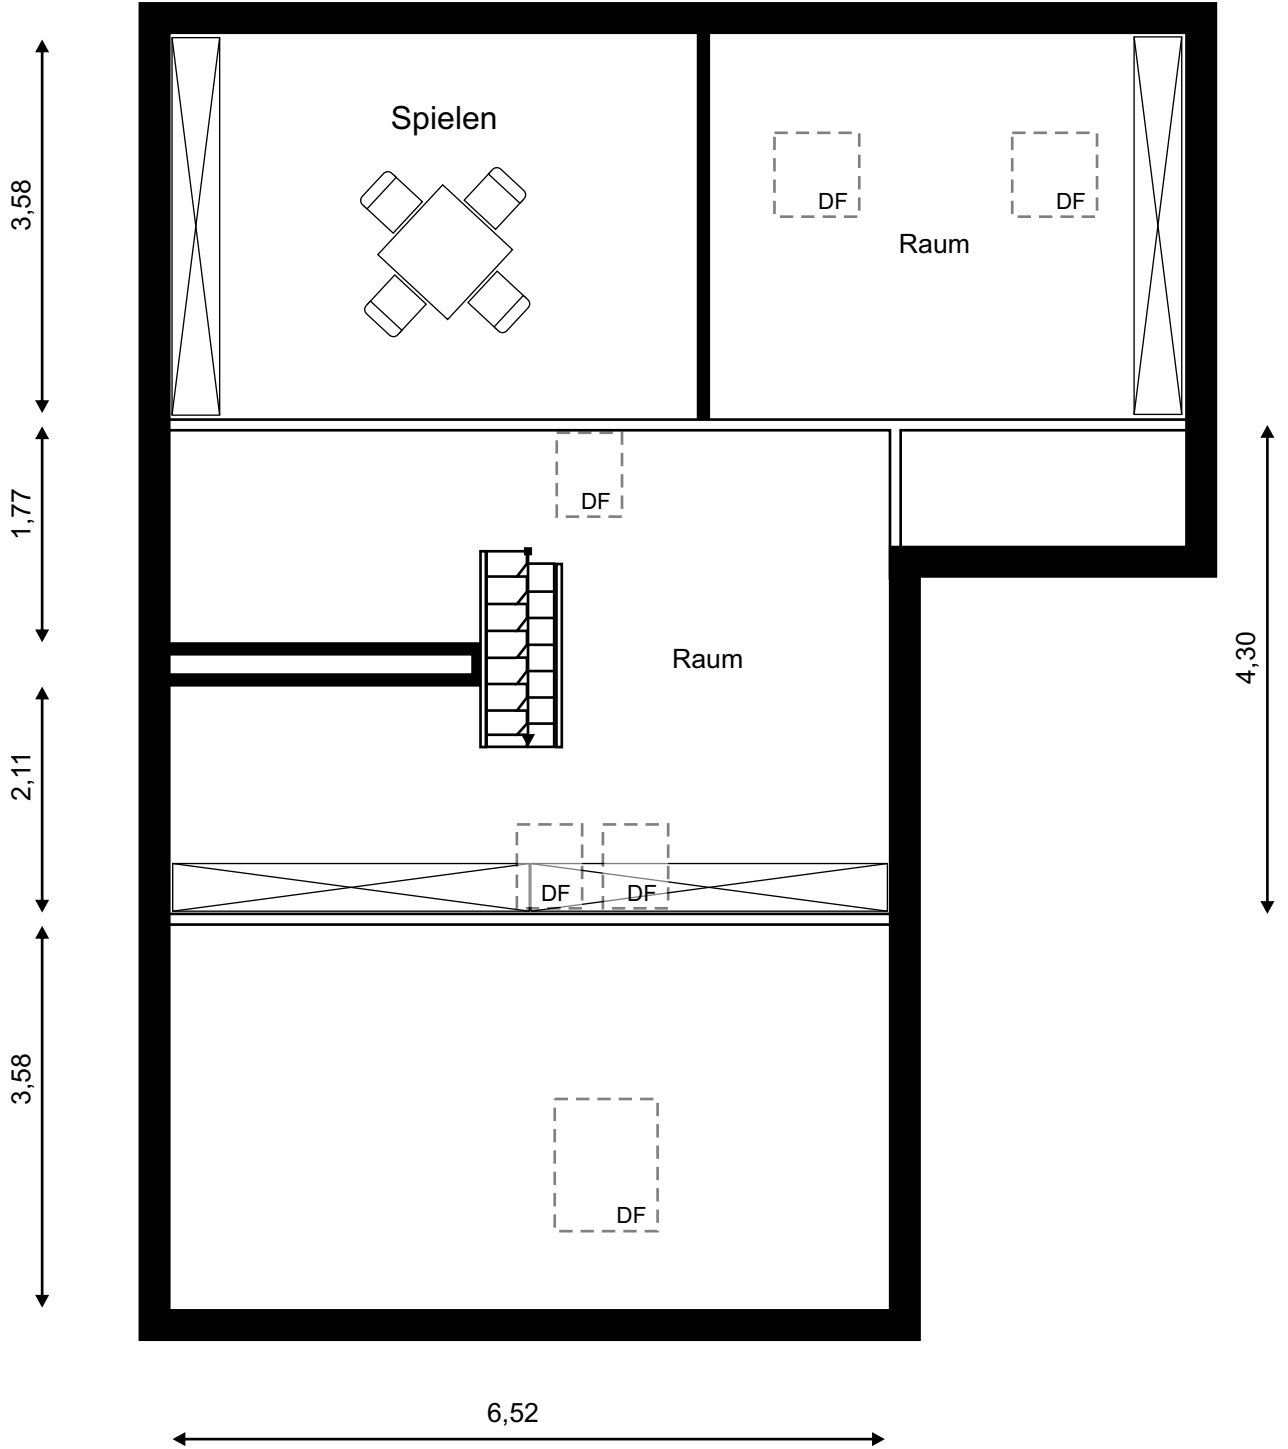 Spielen
DF
DF
3,58
Raum
DF
1,77
Raum
4,30
2,11
DF
DF
3,58
DF
6,52